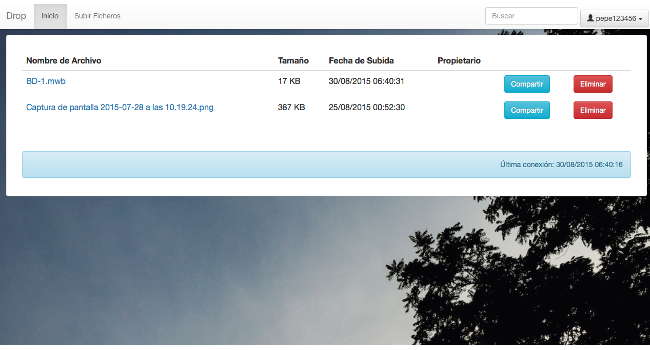 Drop Inicio Subir Ficheros Buscar pepe123456
Nombre de Archivo Tamaño Fecha de Subida Propietario
BD-1.mwb 17 KB 30/08/2015 06:40:31 Compartir Eliminar
Captura de pantalla 2015-07-28 a las 10.19.24.png 367 KB 25/08/2015 00:52:30 Compartir Eliminar
Última conexión: 30/08/2015 06:40:16